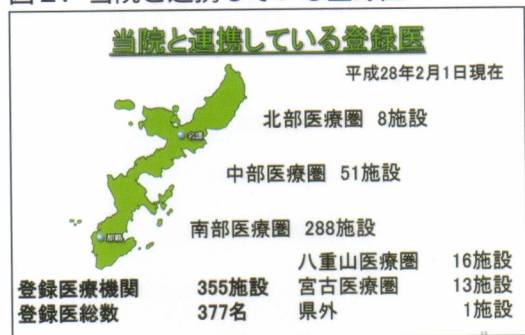 当院と連携している登録医
平成28年2月1日現在
北部医療圏 8施設
名護
中部医療圏 51施設
南部医療圏 288施設
那覇
八重山医療圏 16施設
登録医療機関 355施設 宮古医療圏 13施設
登録医総数 377名 県外 1施設